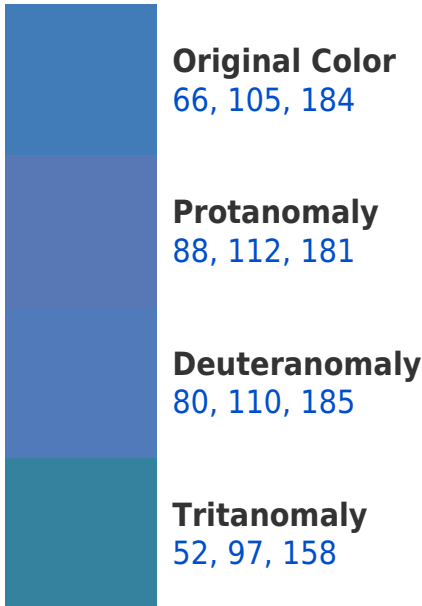 Original Color
66, 105, 184
Protanomaly
88, 112, 181
Deuteranomaly
80, 110, 185
Tritanomaly
52, 97, 158